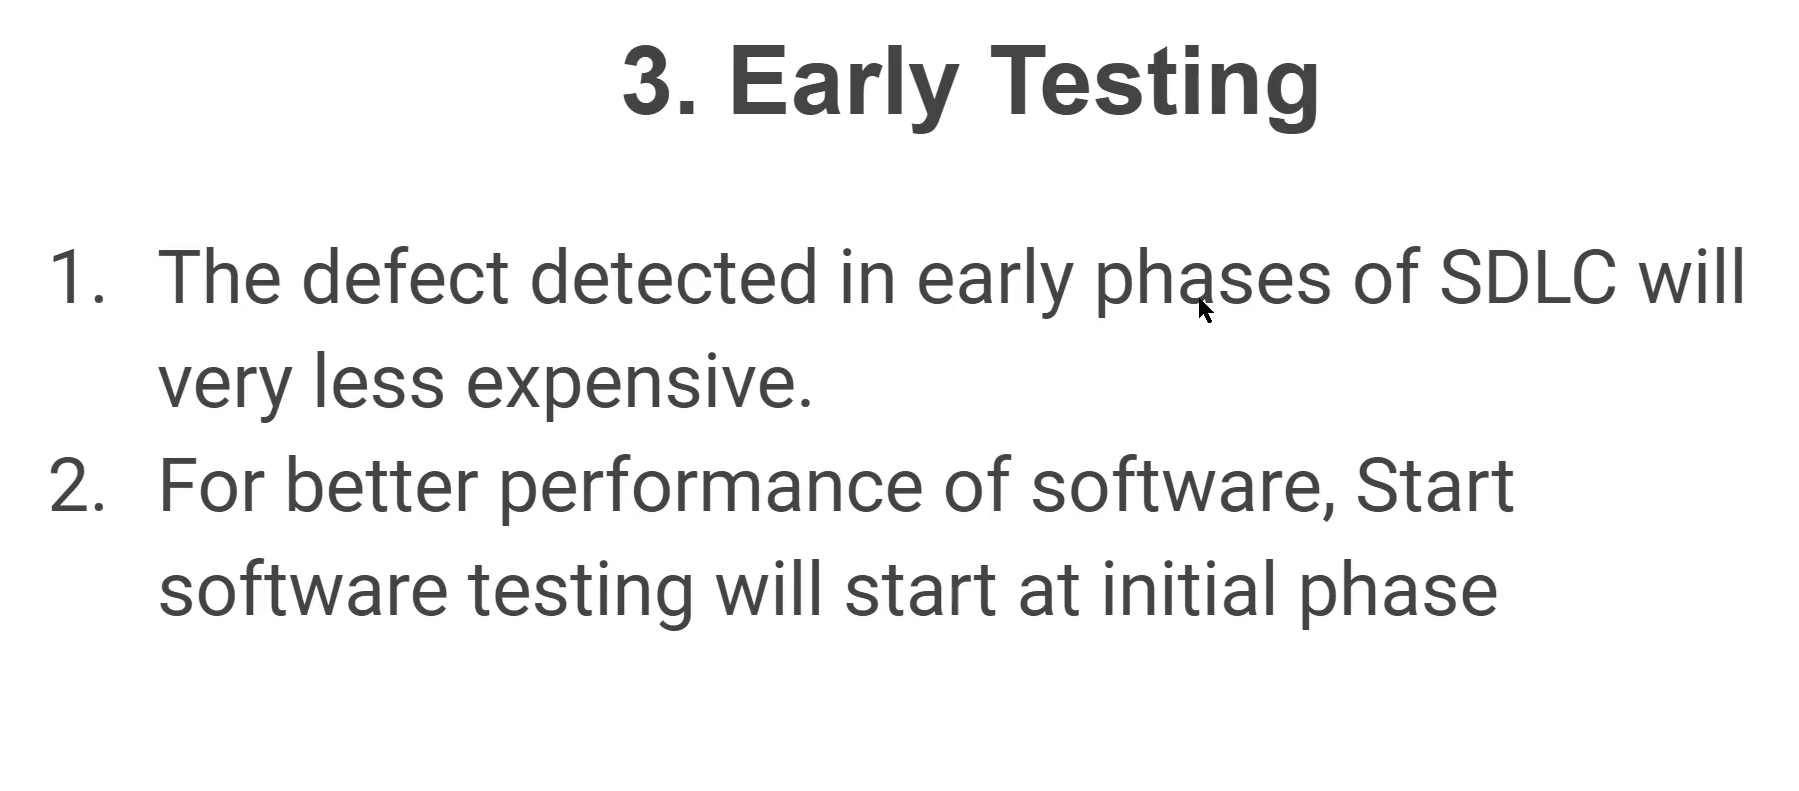 3. Early Testing
1. The defect detected in early phases of SDLC will
very less expensive.
2. For better performance of software, Start
software testing will start at initial phase